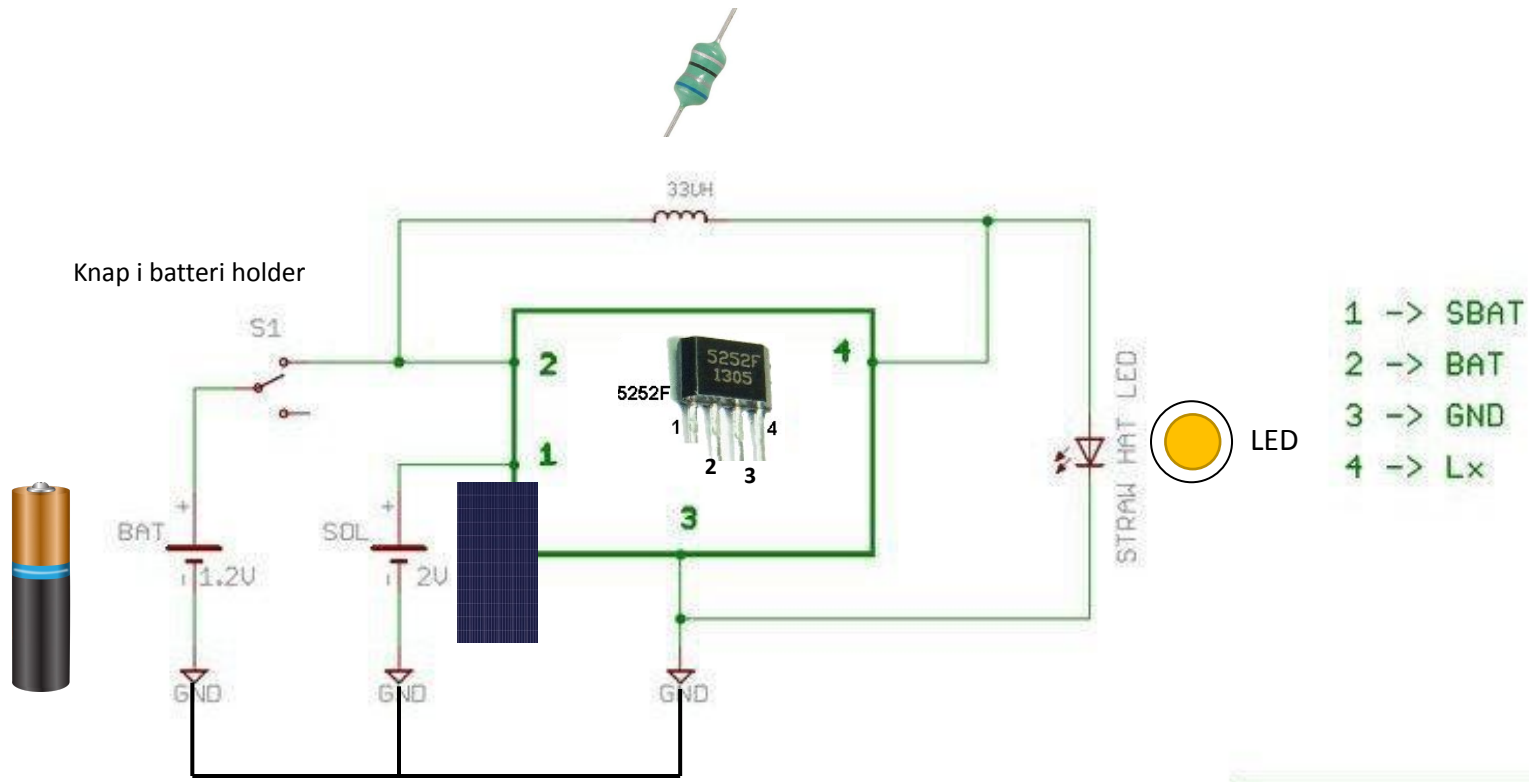 33UH
Knap i batteri holder
S1
5252F
1305
5252F
1
4
2
3
2
4
1
3
BAT
+
1.2V
SOL
+
2V
GND
GND
GND
STRAW HAT LED
LED
1 -> SBAT
2 -> BAT
3 -> GND
4 -> Lx